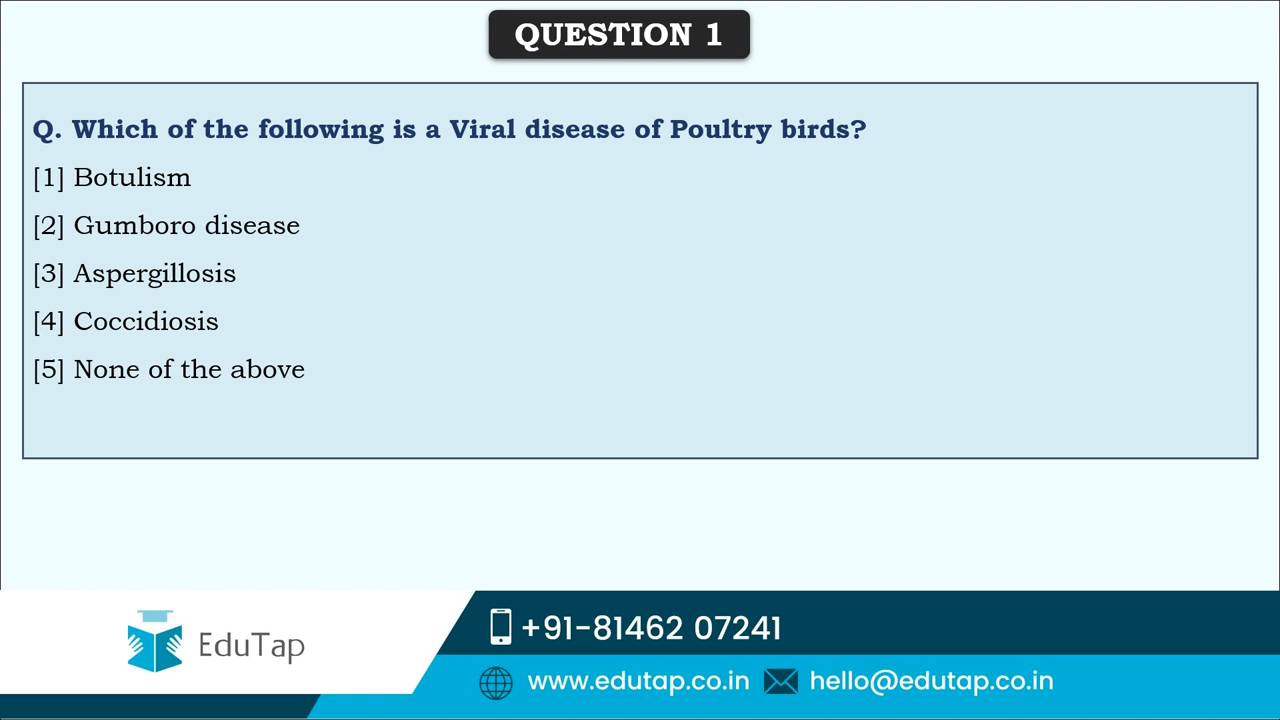 QUESTION 1
Q. Which of the following is a Viral disease of Poultry birds?
[1] Botulism
[2] Gumboro disease
[3] Aspergillosis
[4] Coccidiosis
[5] None of the above
EduTap
+91-81462 07241
www.edutap.co.in hello@edutap.co.in